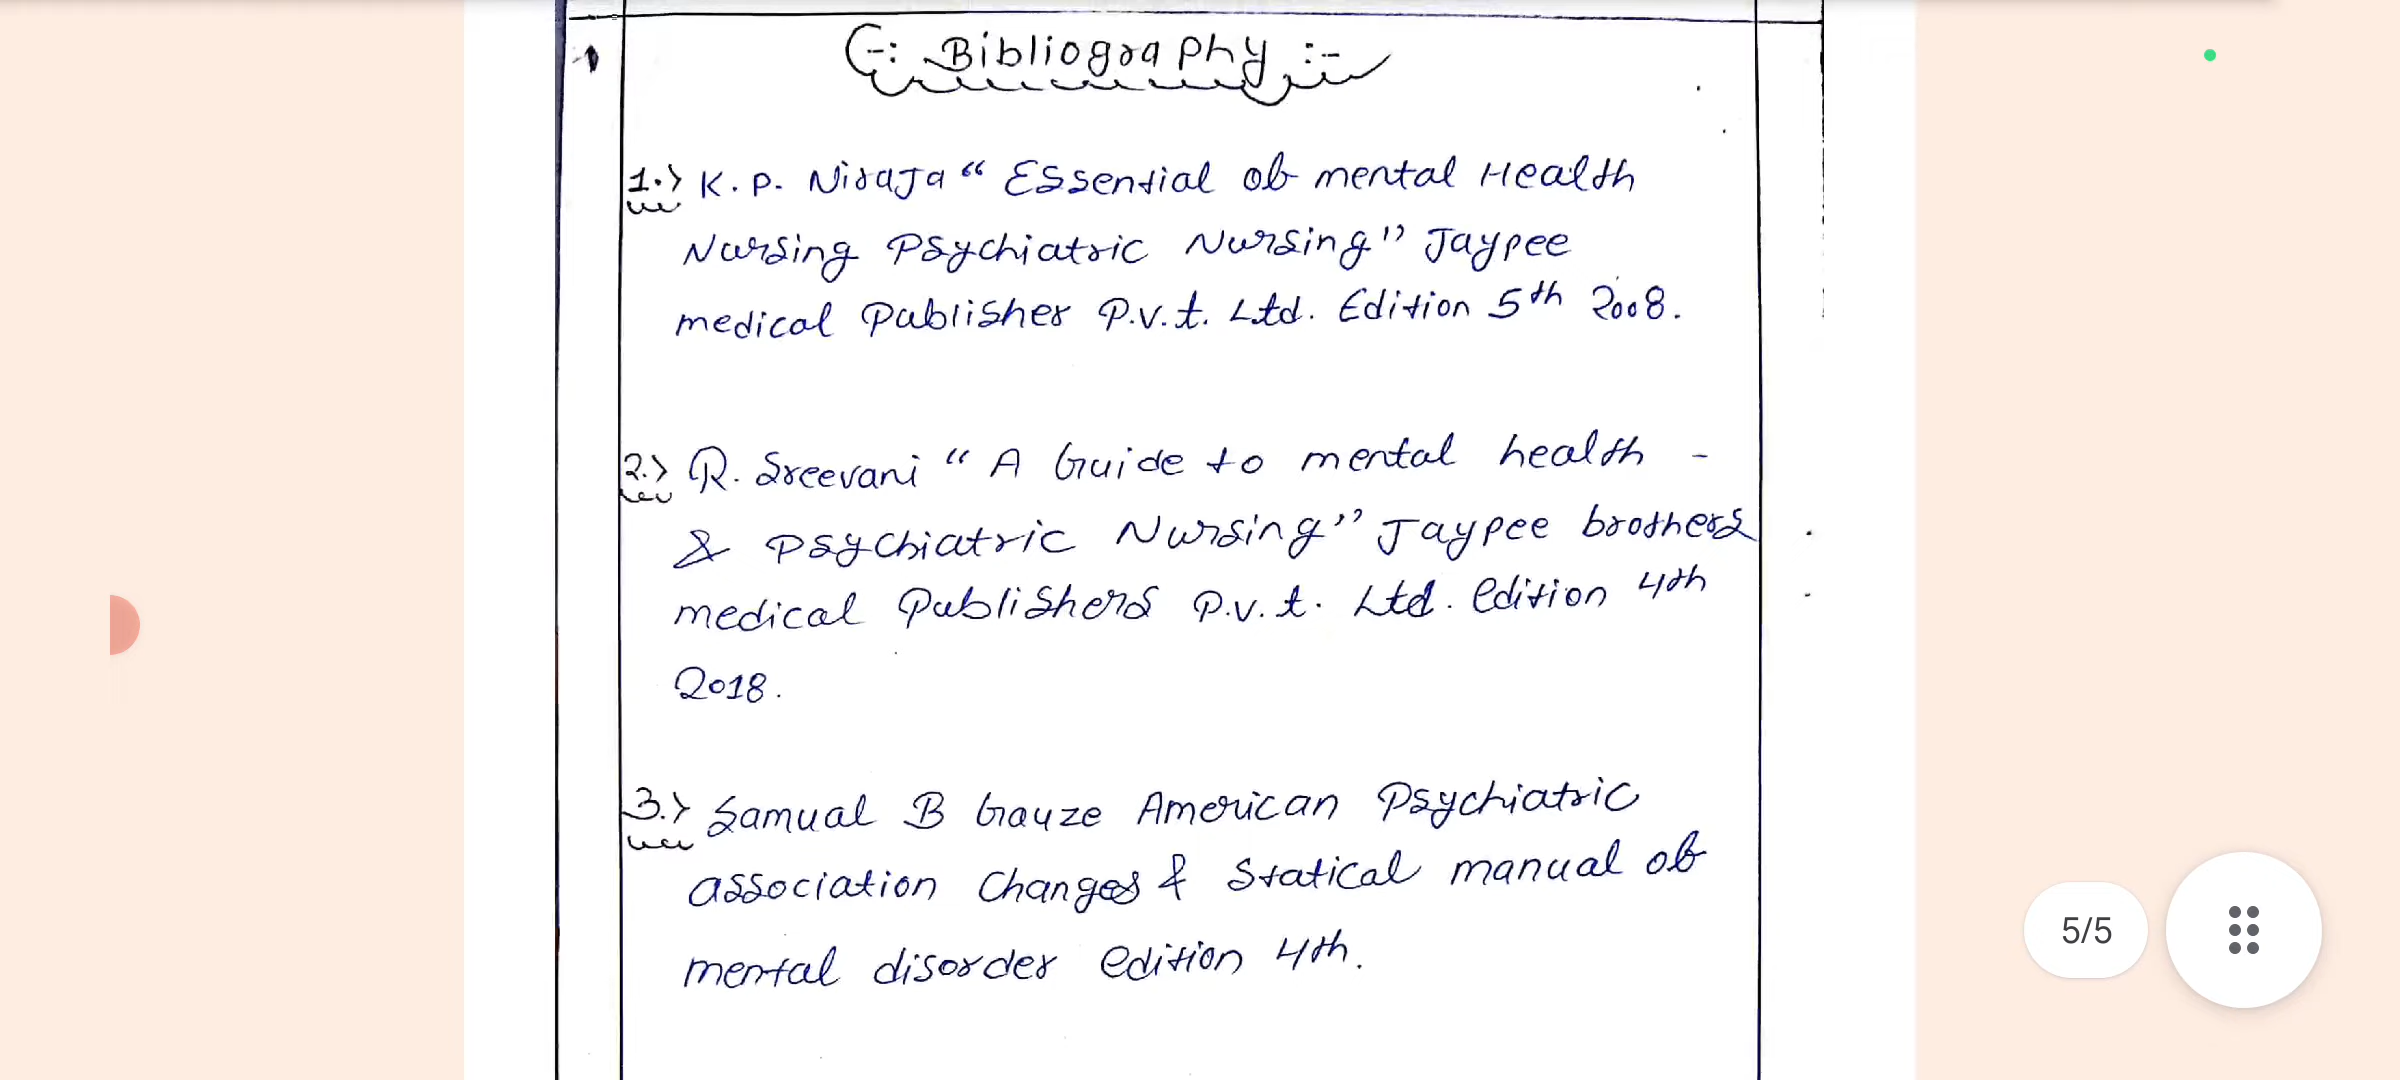 -: Bibliography :-
1.> K. P. Niraja “ Essential of mental Health
Nursing Psychiatric Nursing” Jaypee
medical Publisher P.v.t. Ltd. Edition 5th 2008.
2.> R. Sreevani “ A Guide to mental health -
& Psychiatric Nursing” Jaypee brothers
medical Publishers P.v.t. Ltd. edition 4th
2018.
3.> Samual B Gauze American Psychiatric
association Changes & Statical manual of
mental disorder edition 4th.
5/5